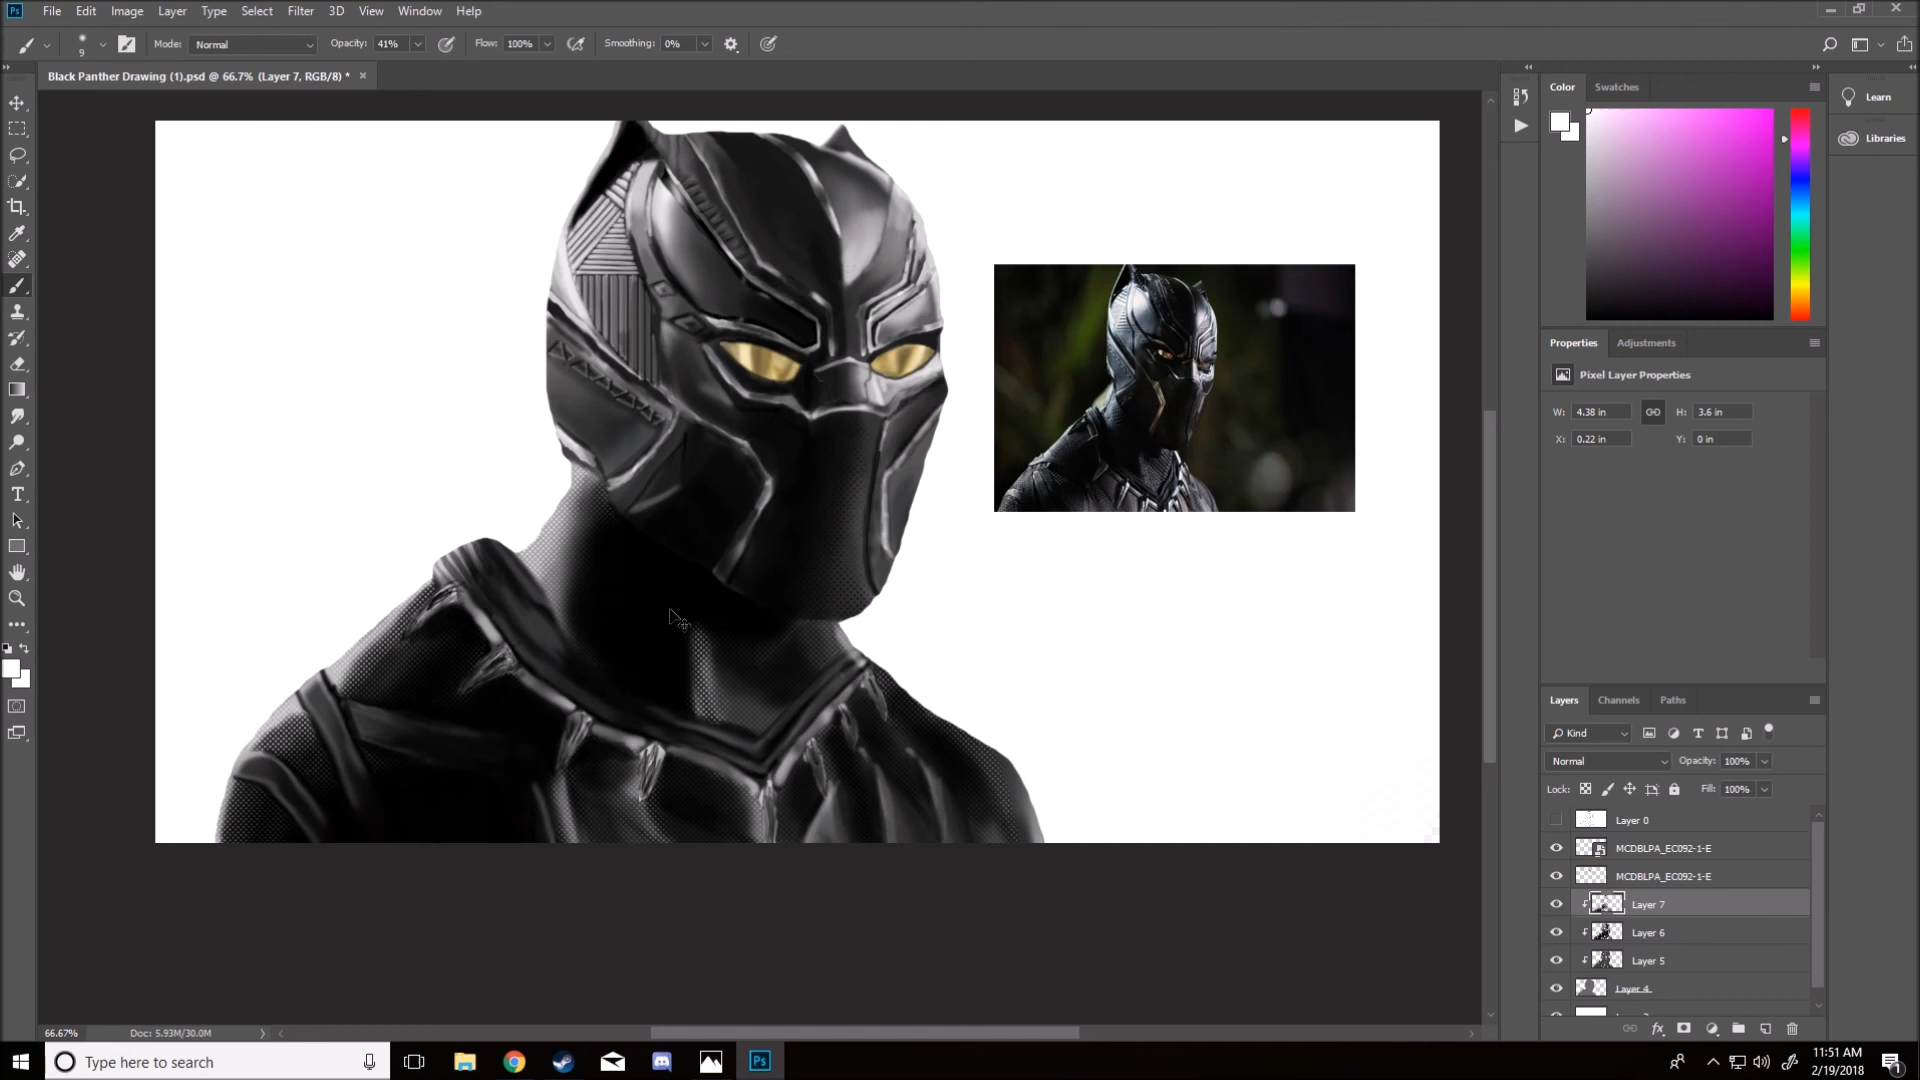 Ps File Edit Image Layer Type Select Filter 3D View Window Help
9 Mode: Normal Opacity: 41% Flow: 100% Smoothing: 0%
Black Panther Drawing (1).psd @ 66.7% (Layer 7, RGB/8) *
Color Swatches
Learn
Libraries
Properties Adjustments
Pixel Layer Properties
W: 4.38 in H: 3.6 in
X: 0.22 in Y: 0 in
Layers Channels Paths
Kind
Normal Opacity: 100%
Lock: Fill: 100%
Layer 0
MCDBLPA_EC092-1-E
MCDBLPA_EC092-1-E
Layer 7
Layer 6
Layer 5
Layer 4
66.67% Doc: 5.93M/30.0M
Type here to search
Ps
11:51 AM
2/19/2018
1